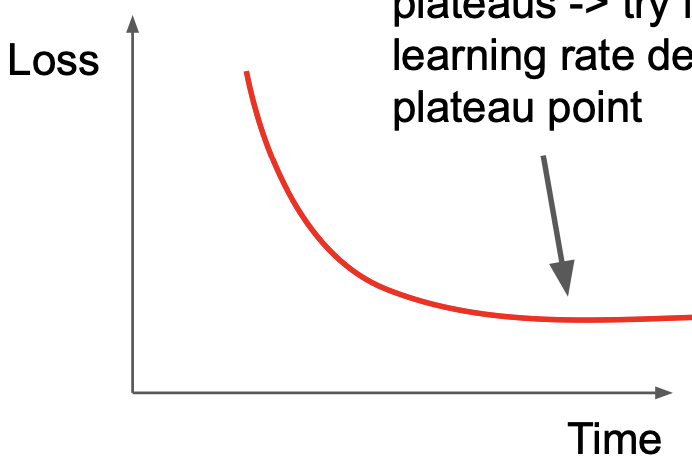 plateaus -> try
Loss
learning rate
plateau point
Time